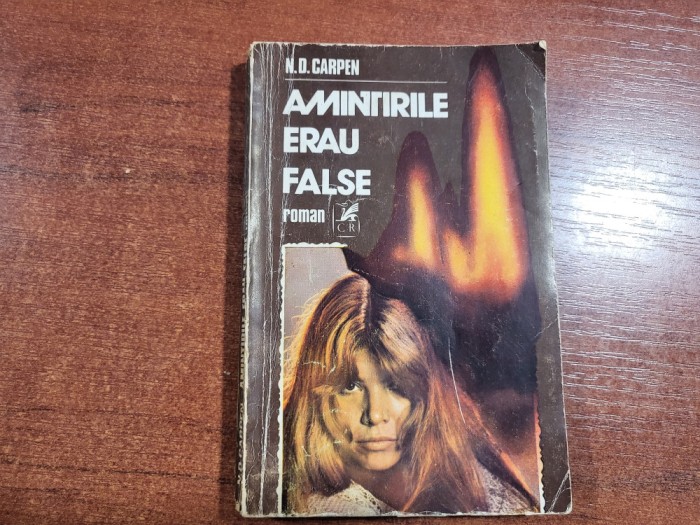 N.D. CARPEN
AMINTIRILE
ERAU
FALSE
roman
CR